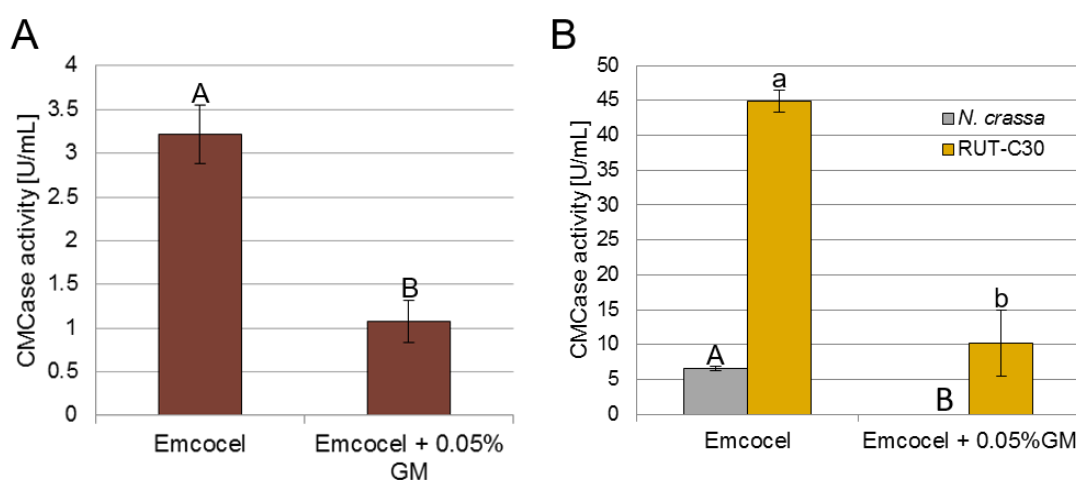 A
CMCase activity [U/mL]
4
3.5
3
2.5
2
1.5
1
0.5
0
A
B
Emcocel
Emcocel + 0.05%
GM
B
CMCase activity [U/mL]
50
45
40
35
30
25
20
15
10
5
0
A
a
B
b
N. crassa
RUT-C30
Emcocel
Emcocel + 0.05%GM